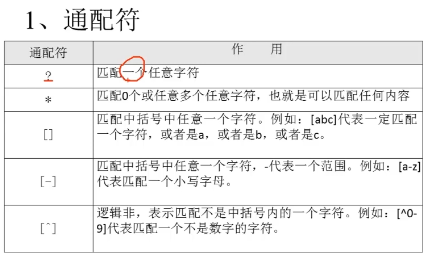 1、通配符
通配符 作 用
? 匹配一个任意字符
* 匹配0个或任意多个任意字符，也就是可以匹配任何内容
[] 匹配中括号中任意一个字符。例如：[abc]代表一定匹配
一个字符，或者是a，或者是b，或者是c。
[-] 匹配中括号中任意一个字符，-代表一个范围。例如：[a-z]
代表匹配一个小写字母。
[^] 逻辑非，表示匹配不是中括号内的一个字符。例如：[^0-
9]代表匹配一个不是数字的字符。